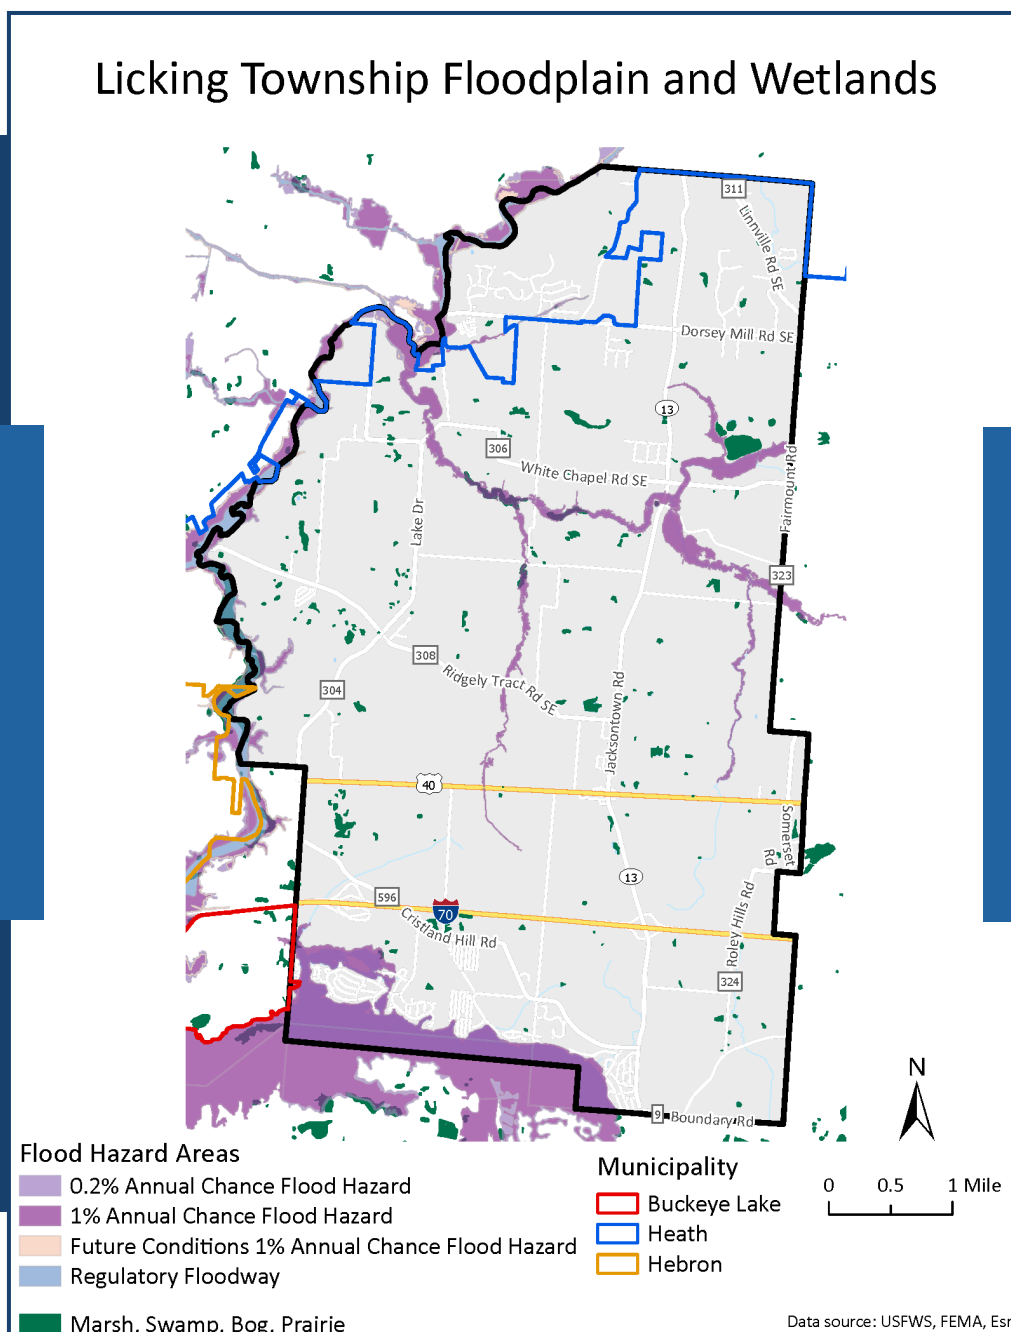 Licking Township Floodplain and Wetlands
311
Linnville Rd SE
Dorsey Mill Rd SE
13
306
White Chapel Rd SE
Fairmount Rd
Lake Dr
323
308
Ridgely Tract Rd SE
304
Jacksontown Rd
40
Somerset Rd
13
596
70
Cristland Hill Rd
Roley Hills Rd
324
9
Boundary Rd
N
Flood Hazard Areas
0.2% Annual Chance Flood Hazard
1% Annual Chance Flood Hazard
Future Conditions 1% Annual Chance Flood Hazard
Regulatory Floodway
Marsh, Swamp, Bog, Prairie
Municipality
Buckeye Lake
Heath
Hebron
0 0.5 1 Mile
Data source: USFWS, FEMA, Esr